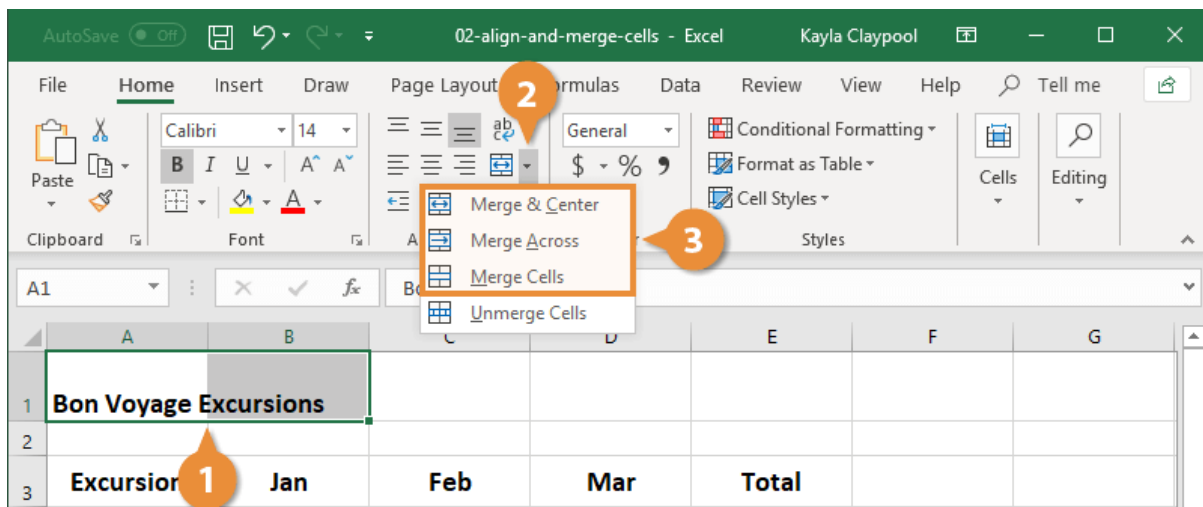 AutoSave Off 02-align-and-merge-cells - Excel Kayla Claypool
File Home Insert Draw Page Layout ormulas Data Review View Help Tell me
2
Calibri 14 ab General Conditional Formatting
Paste B I U A A $ % Format as Table Cells Editing
A Cell Styles
Merge & Center
Merge Across
Merge Cells
Unmerge Cells
3
Clipboard Font A Styles
A1 fx Bo
A B C D E F G
1 Bon Voyage Excursions
2
3 Excursion Jan Feb Mar Total
1